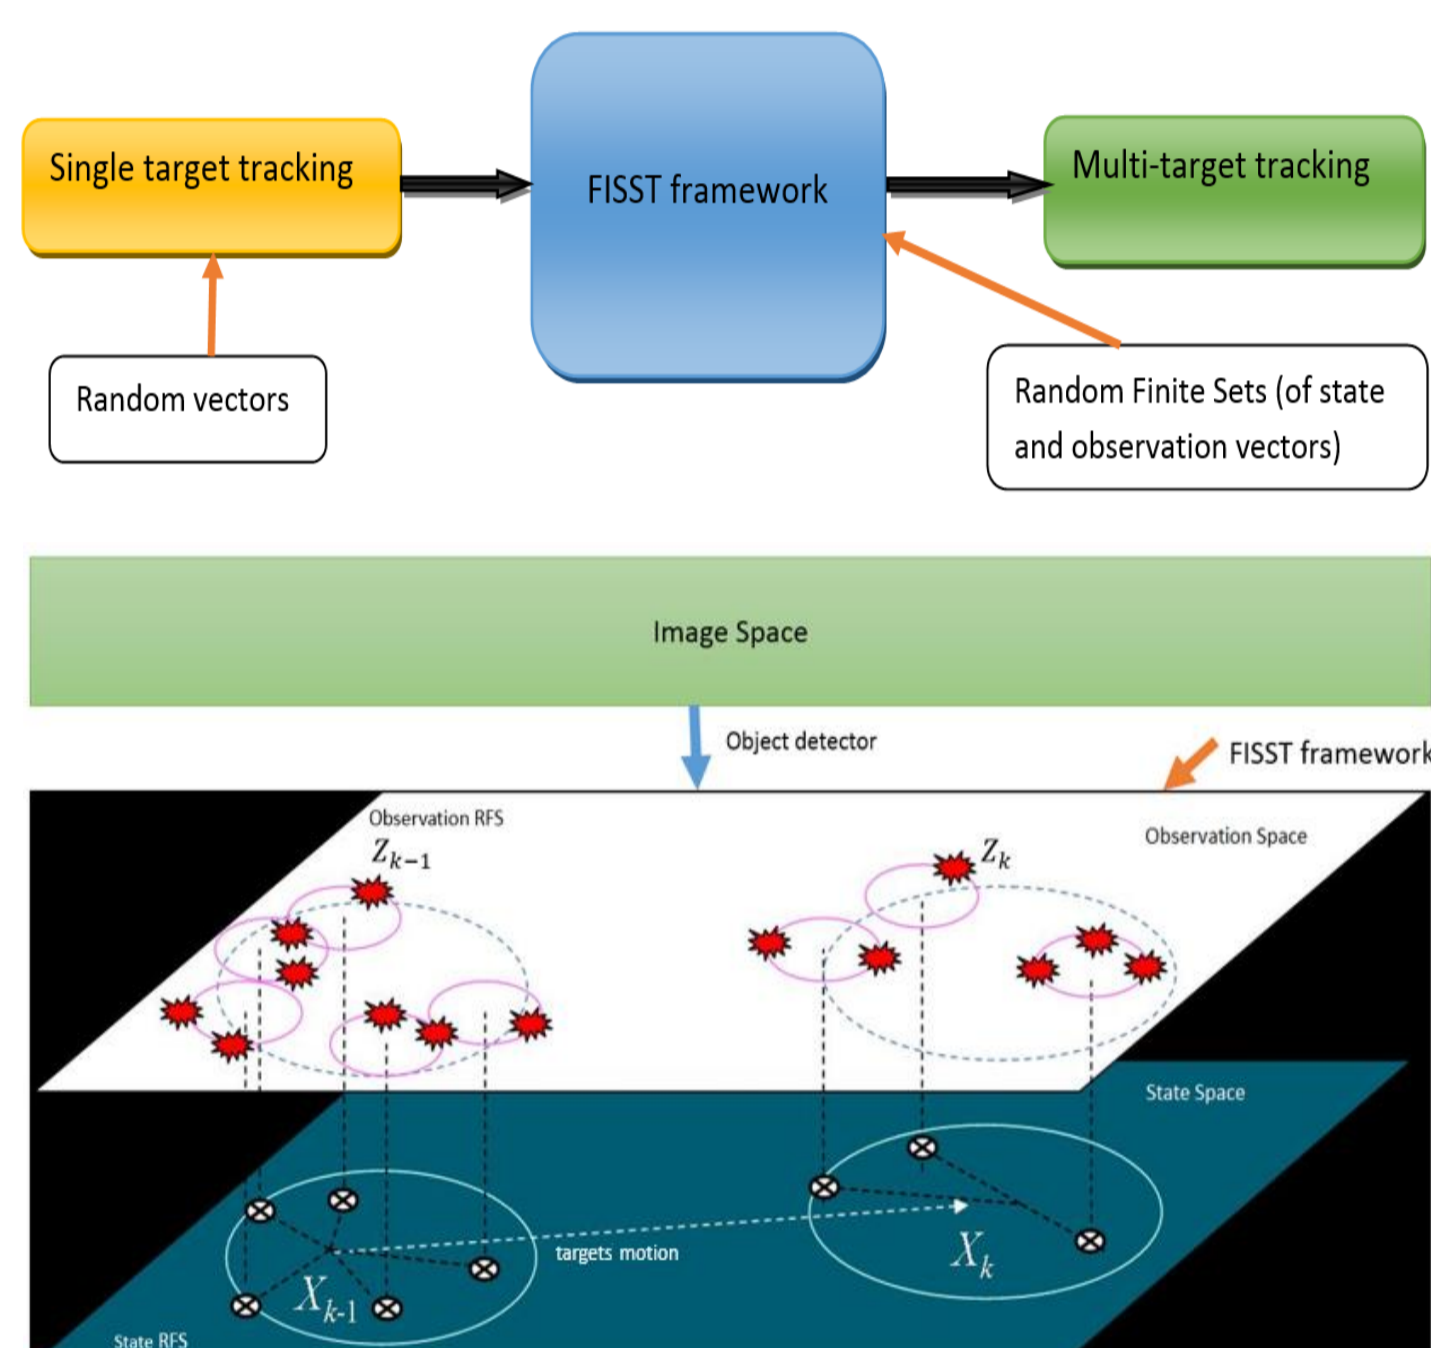 Single target tracking
FISST framework
Multi-target tracking
Random vectors
Random Finite Sets (of state
and observation vectors)
Image Space
Object detector
FISST framework
Observation RFS
Z_{k−1}
Z_k
Observation Space
State Space
targets motion
X_{k-1}
X_k
State RFS